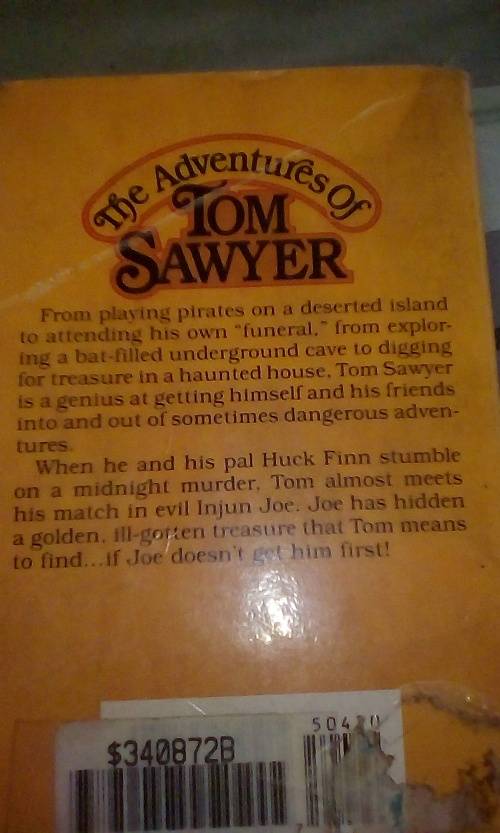 The Adventures Of
TOM
SAWYER
From playing pirates on a deserted island
to attending his own "funeral," from explor-
ing a bat-filled underground cave to digging
for treasure in a haunted house, Tom Sawyer
is a genius at getting himself and his friends
into and out of sometimes dangerous adven-
tures.
When he and his pal Huck Finn stumble
on a midnight murder, Tom almost meets
his match in evil Injun Joe. Joe has hidden
a golden, ill-gotten treasure that Tom means
to find...if Joe doesn't get him first!
$340872B